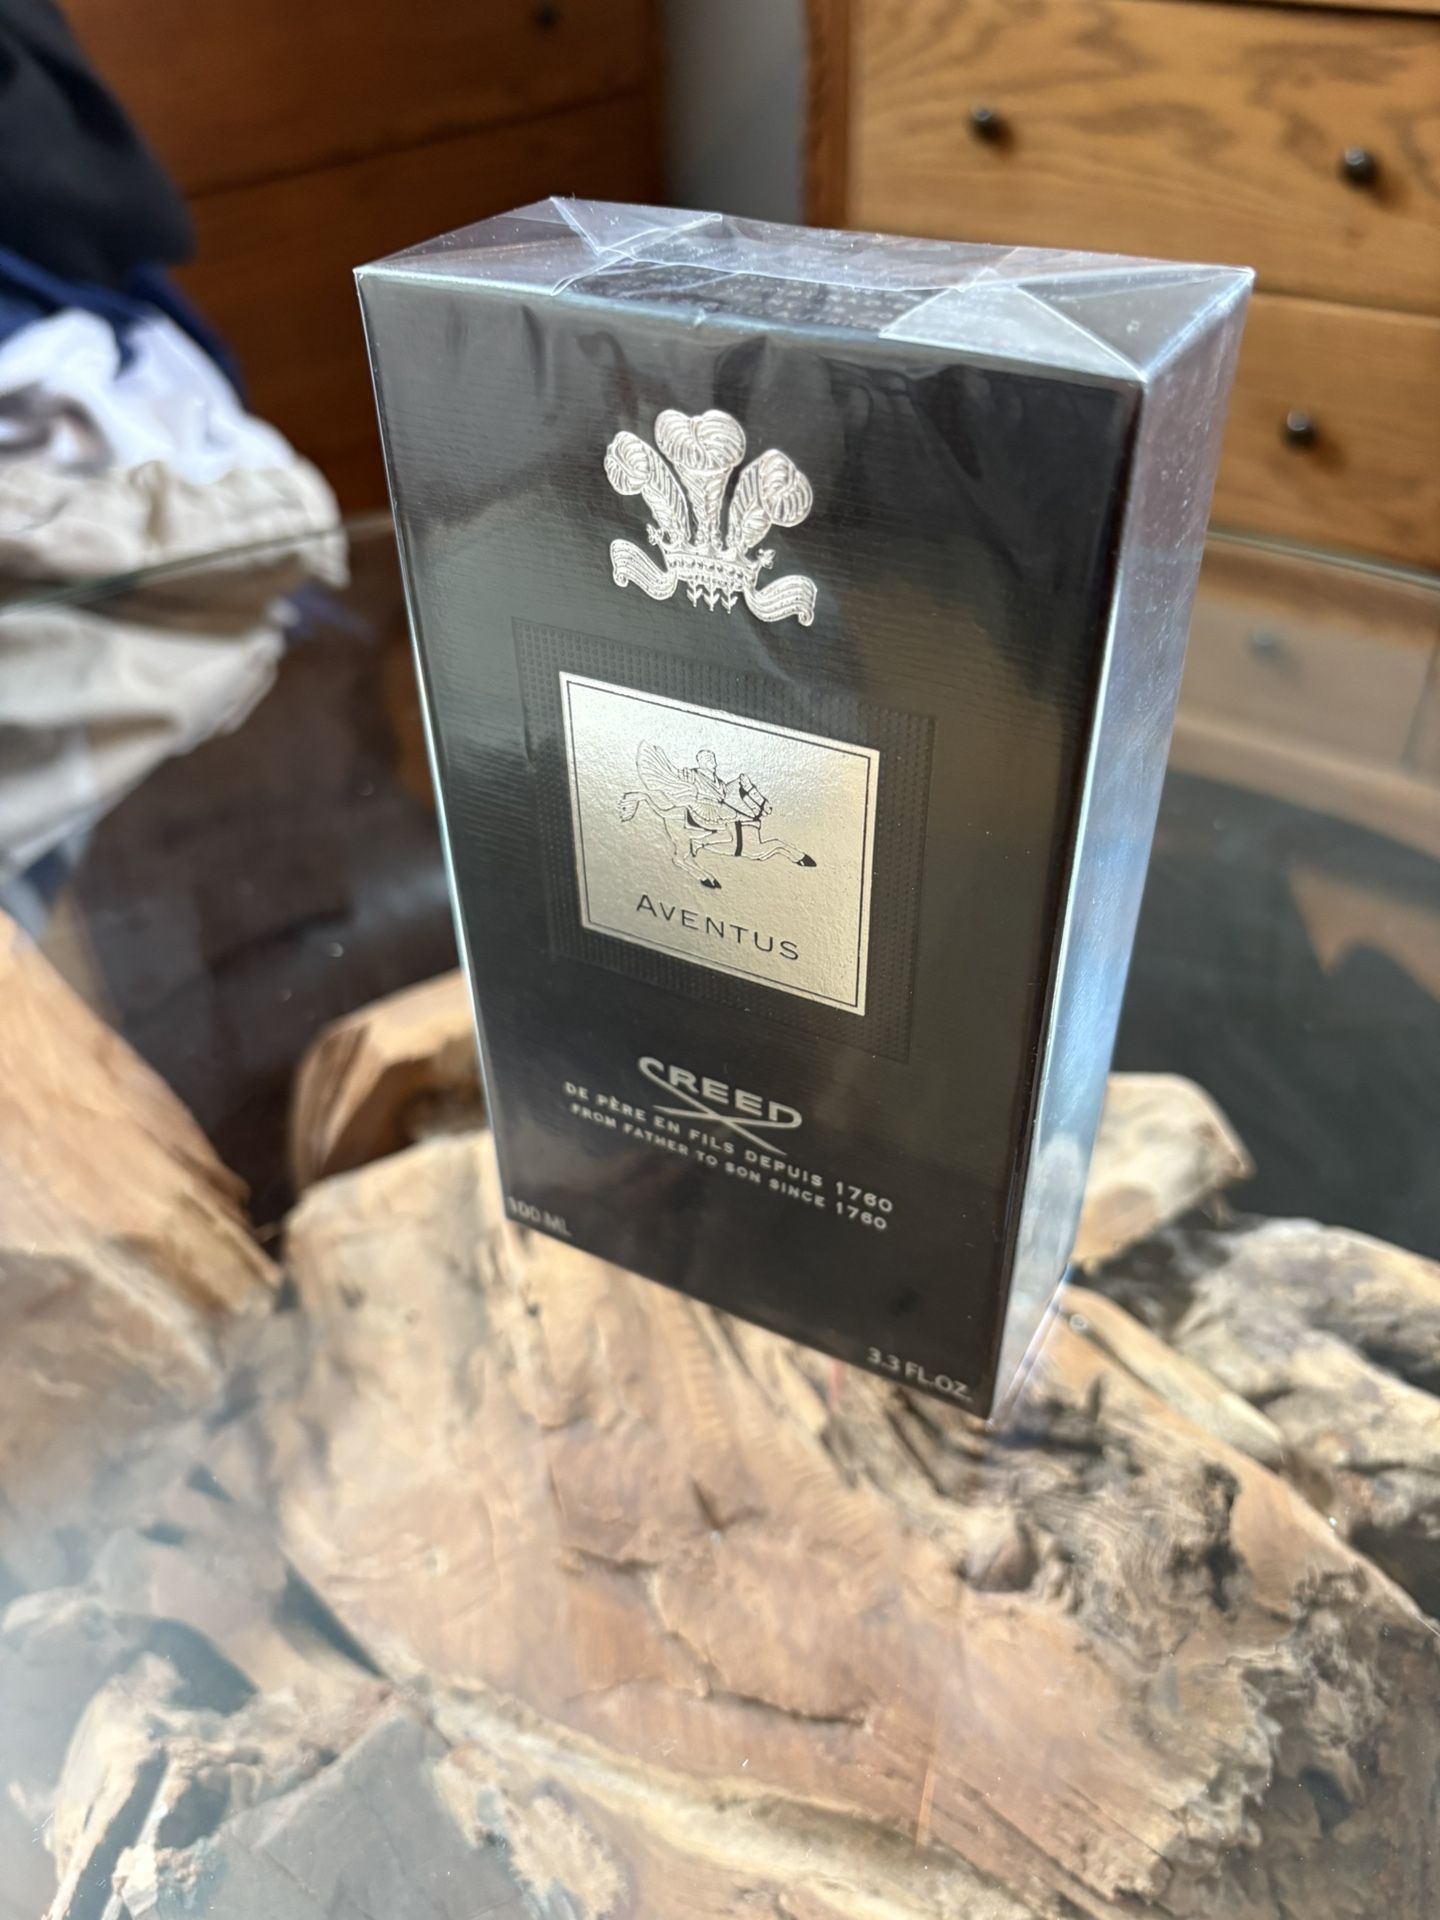 AVENTUS
CREED
DE PÈRE EN FILS DEPUIS 1760
FROM FATHER TO SON SINCE 1760
100 ML
3.3 FL.OZ.